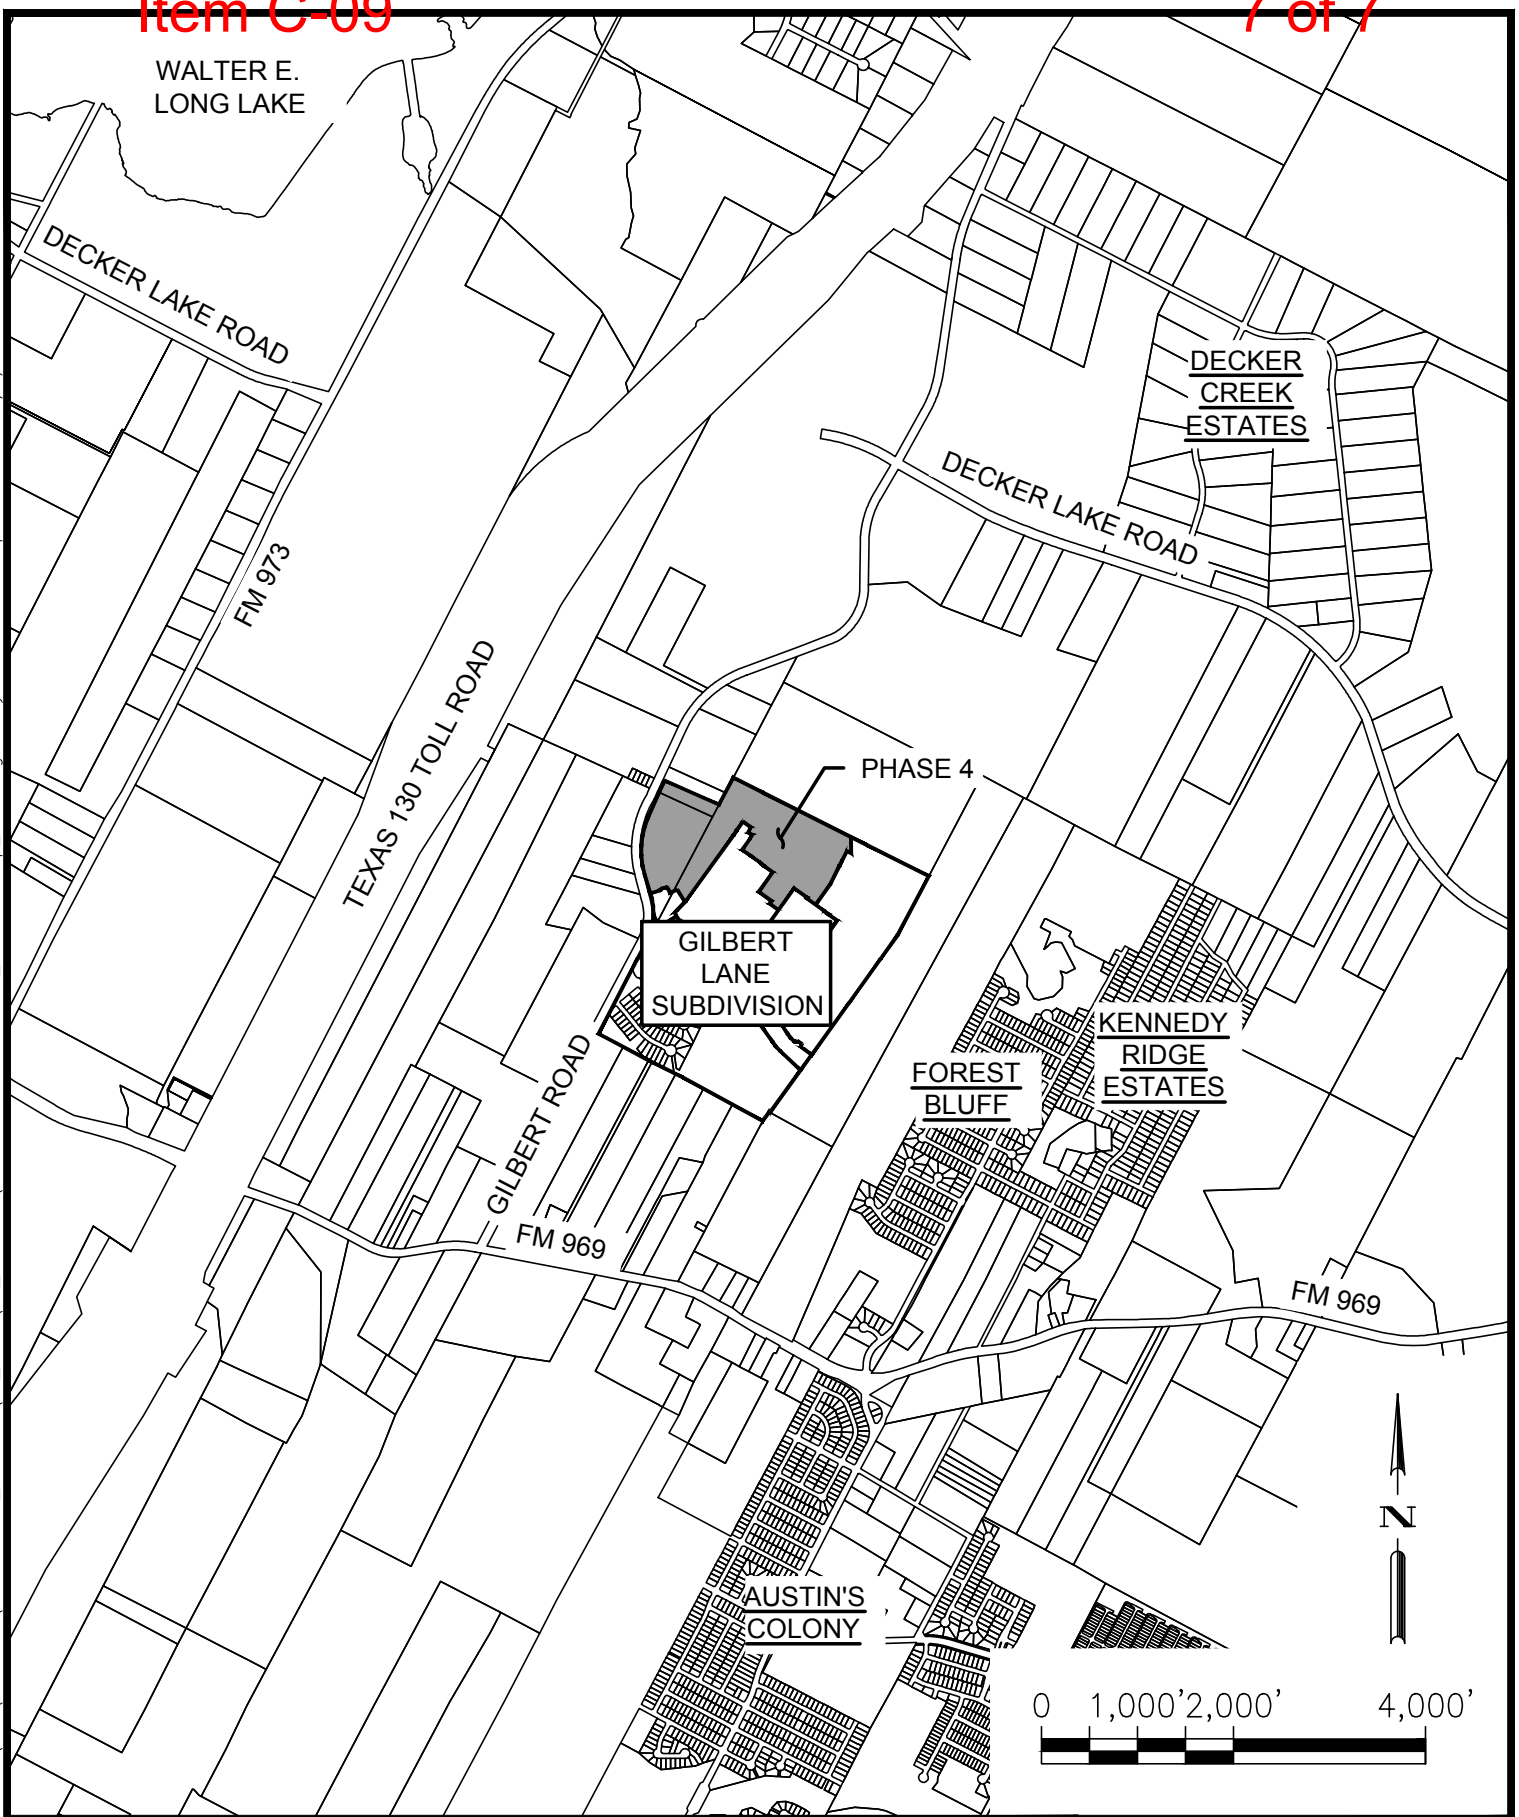 Item C-09
7 of 7
WALTER E.
LONG LAKE
DECKER LAKE ROAD
DECKER
CREEK
ESTATES
DECKER LAKE ROAD
FM 973
TEXAS 130 TOLL ROAD
PHASE 4
GILBERT
LANE
SUBDIVISION
KENNEDY
RIDGE
ESTATES
FOREST
BLUFF
GILBERT ROAD
FM 969
FM 969
N
AUSTIN'S
COLONY
0 1,000' 2,000' 4,000'